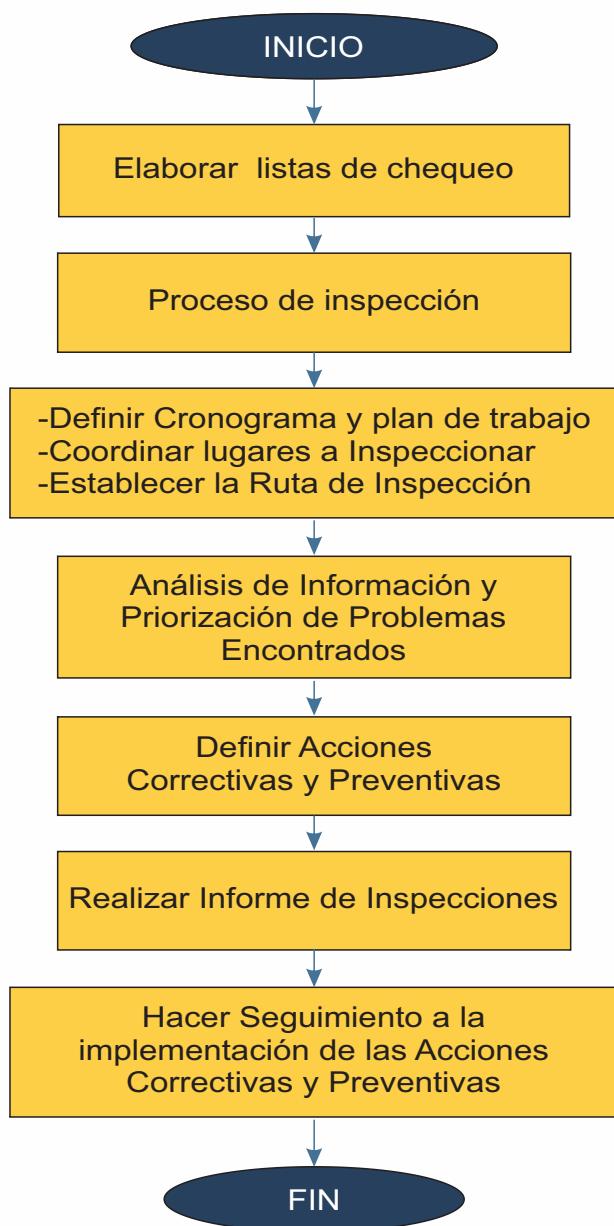 INICIO
Elaborar listas de chequeo
Proceso de inspección
-Definir Cronograma y plan de trabajo
-Coordinar lugares a Inspeccionar
-Establecer la Ruta de Inspección
Análisis de Información y
Priorización de Problemas
Encontrados
Definir Acciones
Correctivas y Preventivas
Realizar Informe de Inspecciones
Hacer Seguimiento a la
implementación de las Acciones
Correctivas y Preventivas
FIN